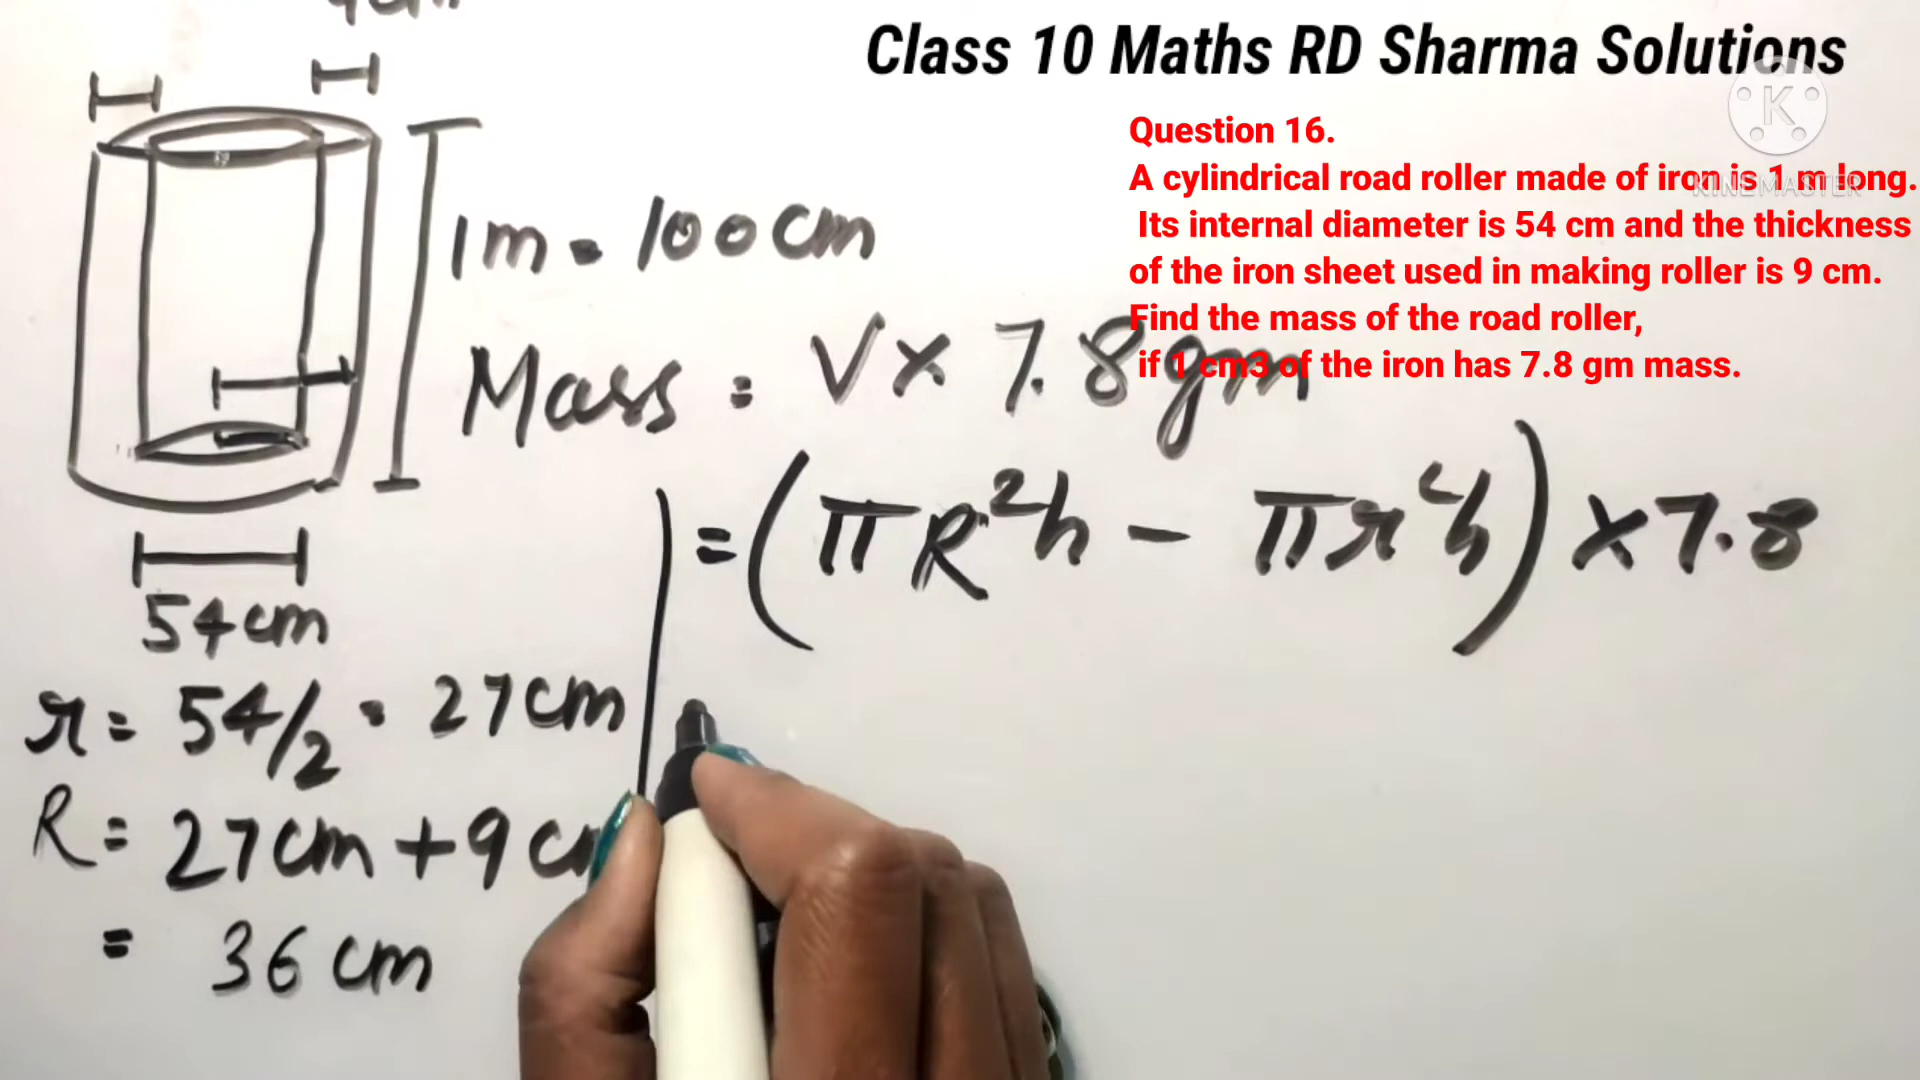 Class 10 Maths RD Sharma Solutions
K
KINEMASTER
Question 16.
A cylindrical road roller made of iron is 1 m long.
Its internal diameter is 54 cm and the thickness
of the iron sheet used in making roller is 9 cm.
Find the mass of the road roller,
if 1 cm3 of the iron has 7.8 gm mass.
1m = 100cm
Mass = V× 7.8gm
= (πR²h - πr²h) ×7.8
54cm
r = 54/2 = 27cm
R = 27cm + 9
= 36 cm